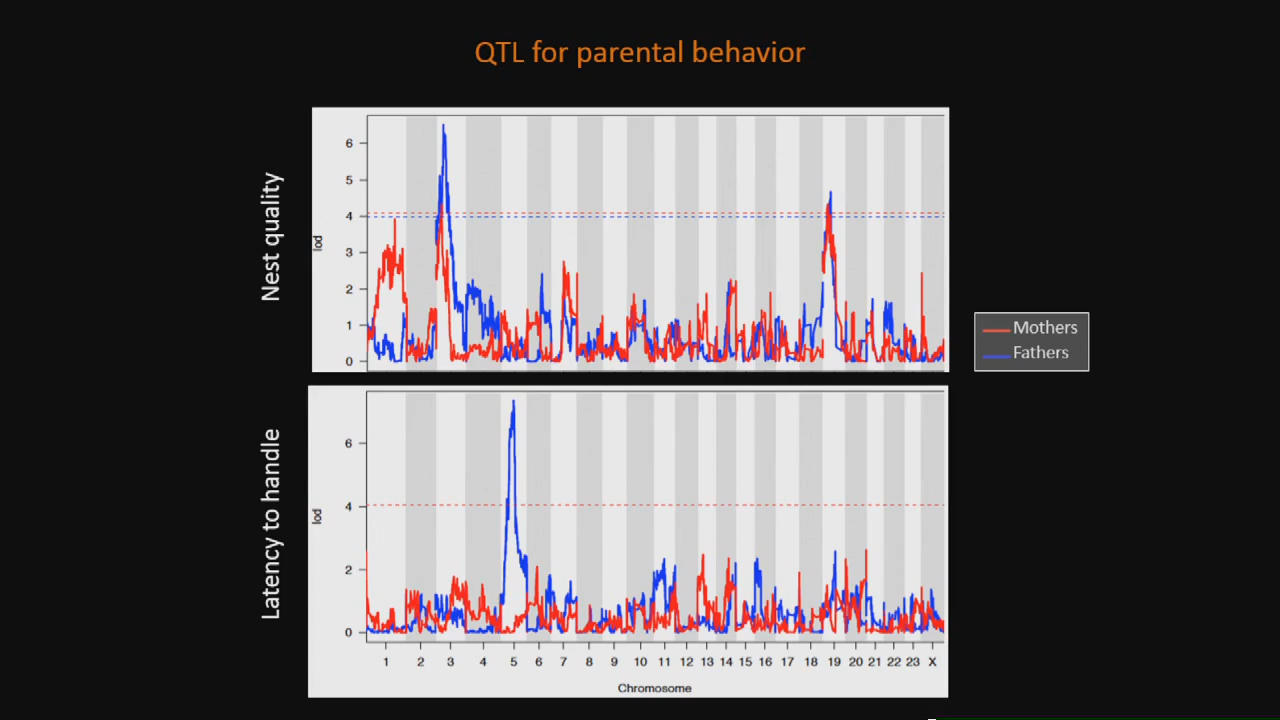 QTL for parental behavior
Nest quality
lod
6
5
4
3
2
1
0
Mothers
Fathers
Latency to handle
lod
6
4
2
0
1 2 3 4 5 6 7 8 9 10 11 12 13 14 15 16 17 18 19 20 21 22 23 X
Chromosome